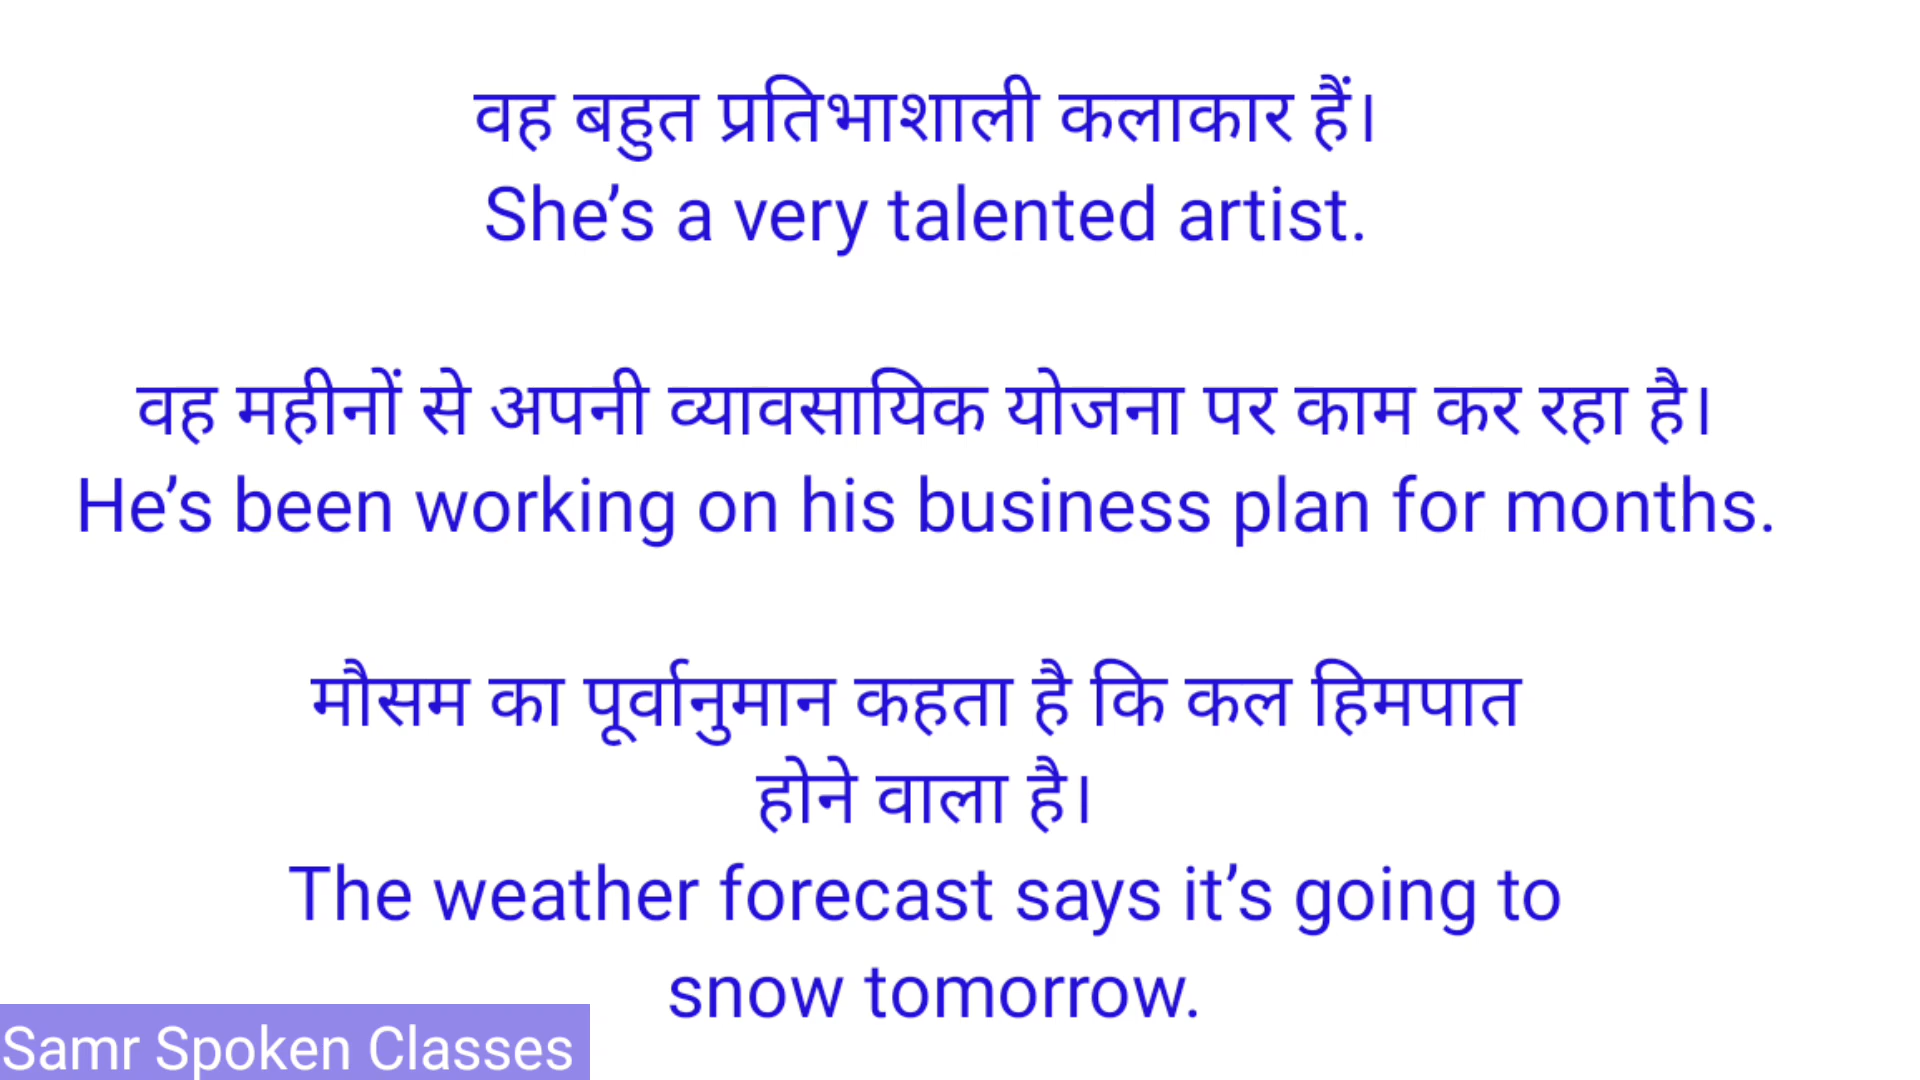 वह बहुत प्रतिभाशाली कलाकार हैं।
She’s a very talented artist.
वह महीनों से अपनी व्यावसायिक योजना पर काम कर रहा है।
He’s been working on his business plan for months.
मौसम का पूर्वानुमान कहता है कि कल हिमपात
होने वाला है।
The weather forecast says it’s going to
snow tomorrow.
Samr Spoken Classes